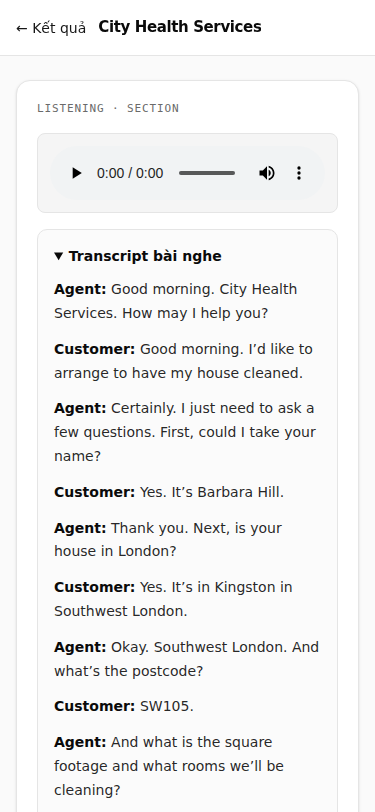 ← Kết quả City Health Services
LISTENING · SECTION
0:00 / 0:00
▼ Transcript bài nghe
Agent: Good morning. City Health
Services. How may I help you?
Customer: Good morning. I’d like to
arrange to have my house cleaned.
Agent: Certainly. I just need to ask a
few questions. First, could I take your
name?
Customer: Yes. It’s Barbara Hill.
Agent: Thank you. Next, is your
house in London?
Customer: Yes. It’s in Kingston in
Southwest London.
Agent: Okay. Southwest London. And
what’s the postcode?
Customer: SW105.
Agent: And what is the square
footage and what rooms we’ll be
cleaning?